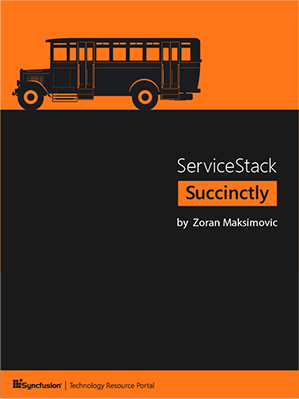 ServiceStack
Succinctly
by Zoran Maksimovic
Syncfusion | Technology Resource Portal